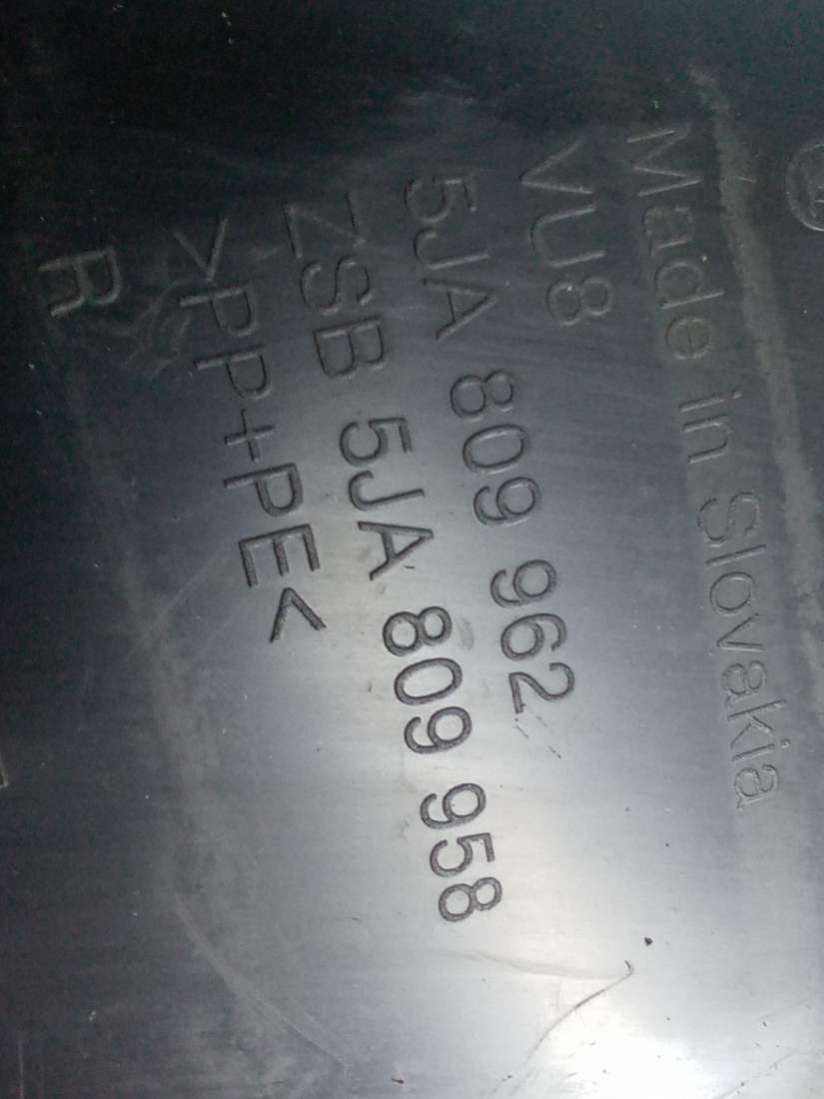 Made in Slovakia
VU8
5JA 809 962
ZSB 5JA 809 958
>PP+PE<
R